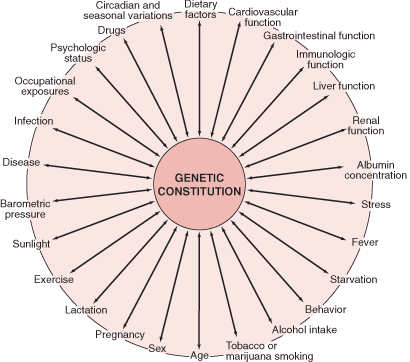 Dietary
factors
Cardiovascular
function
Gastrointestinal function
Immunologic
function
Liver function
Renal
function
Albumin
concentration
Stress
Fever
Starvation
Behavior
Alcohol intake
Tobacco or
marijuana smoking
Age
Sex
Pregnancy
Lactation
Exercise
Sunlight
Barometric
pressure
Disease
Infection
Occupational
exposures
Psychologic
status
Drugs
Circadian and
seasonal variations
GENETIC
CONSTITUTION